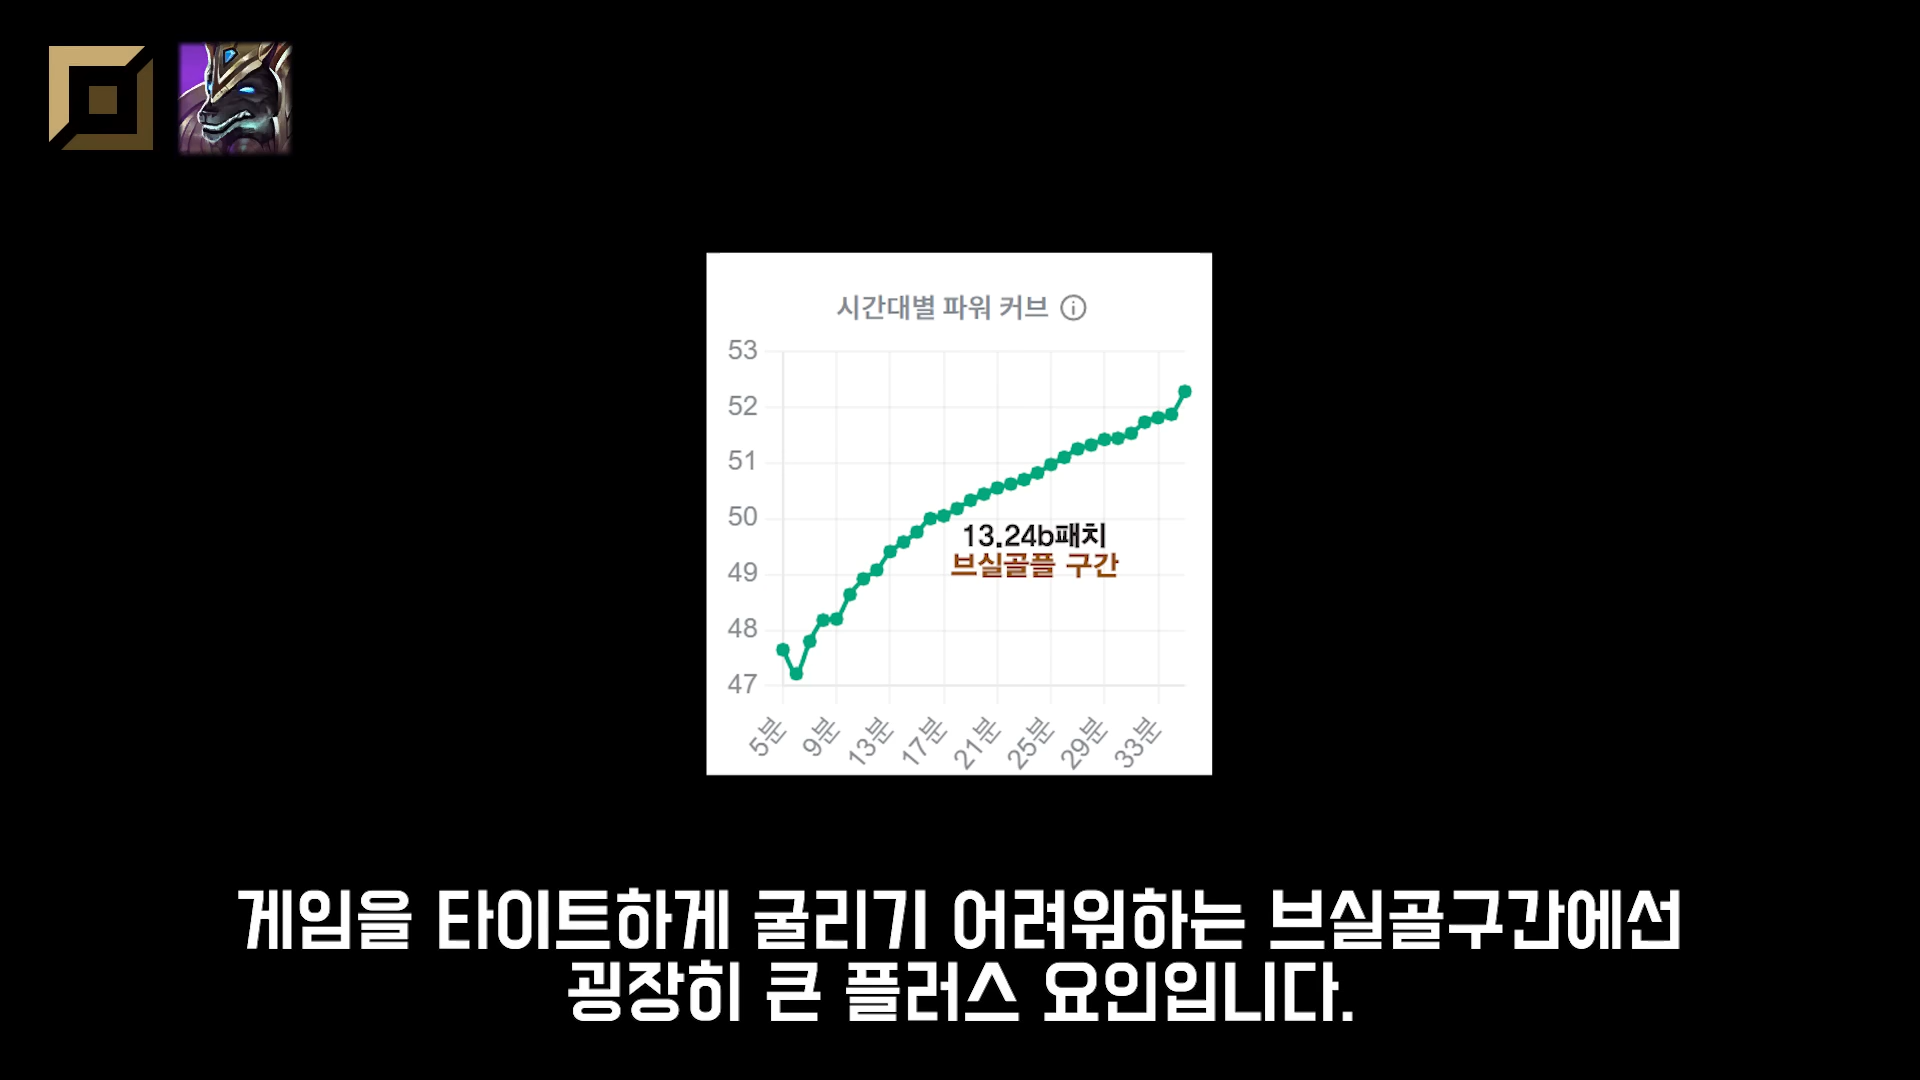 시간대별 파워 커브
53
52
51
50
49
48
47
13.24b패치
브실골플 구간
5분 9분 13분 17분 21분 25분 29분 33분
게임을 타이트하게 굴리기 어려워하는 브실골구간에선
굉장히 큰 플러스 요인입니다.